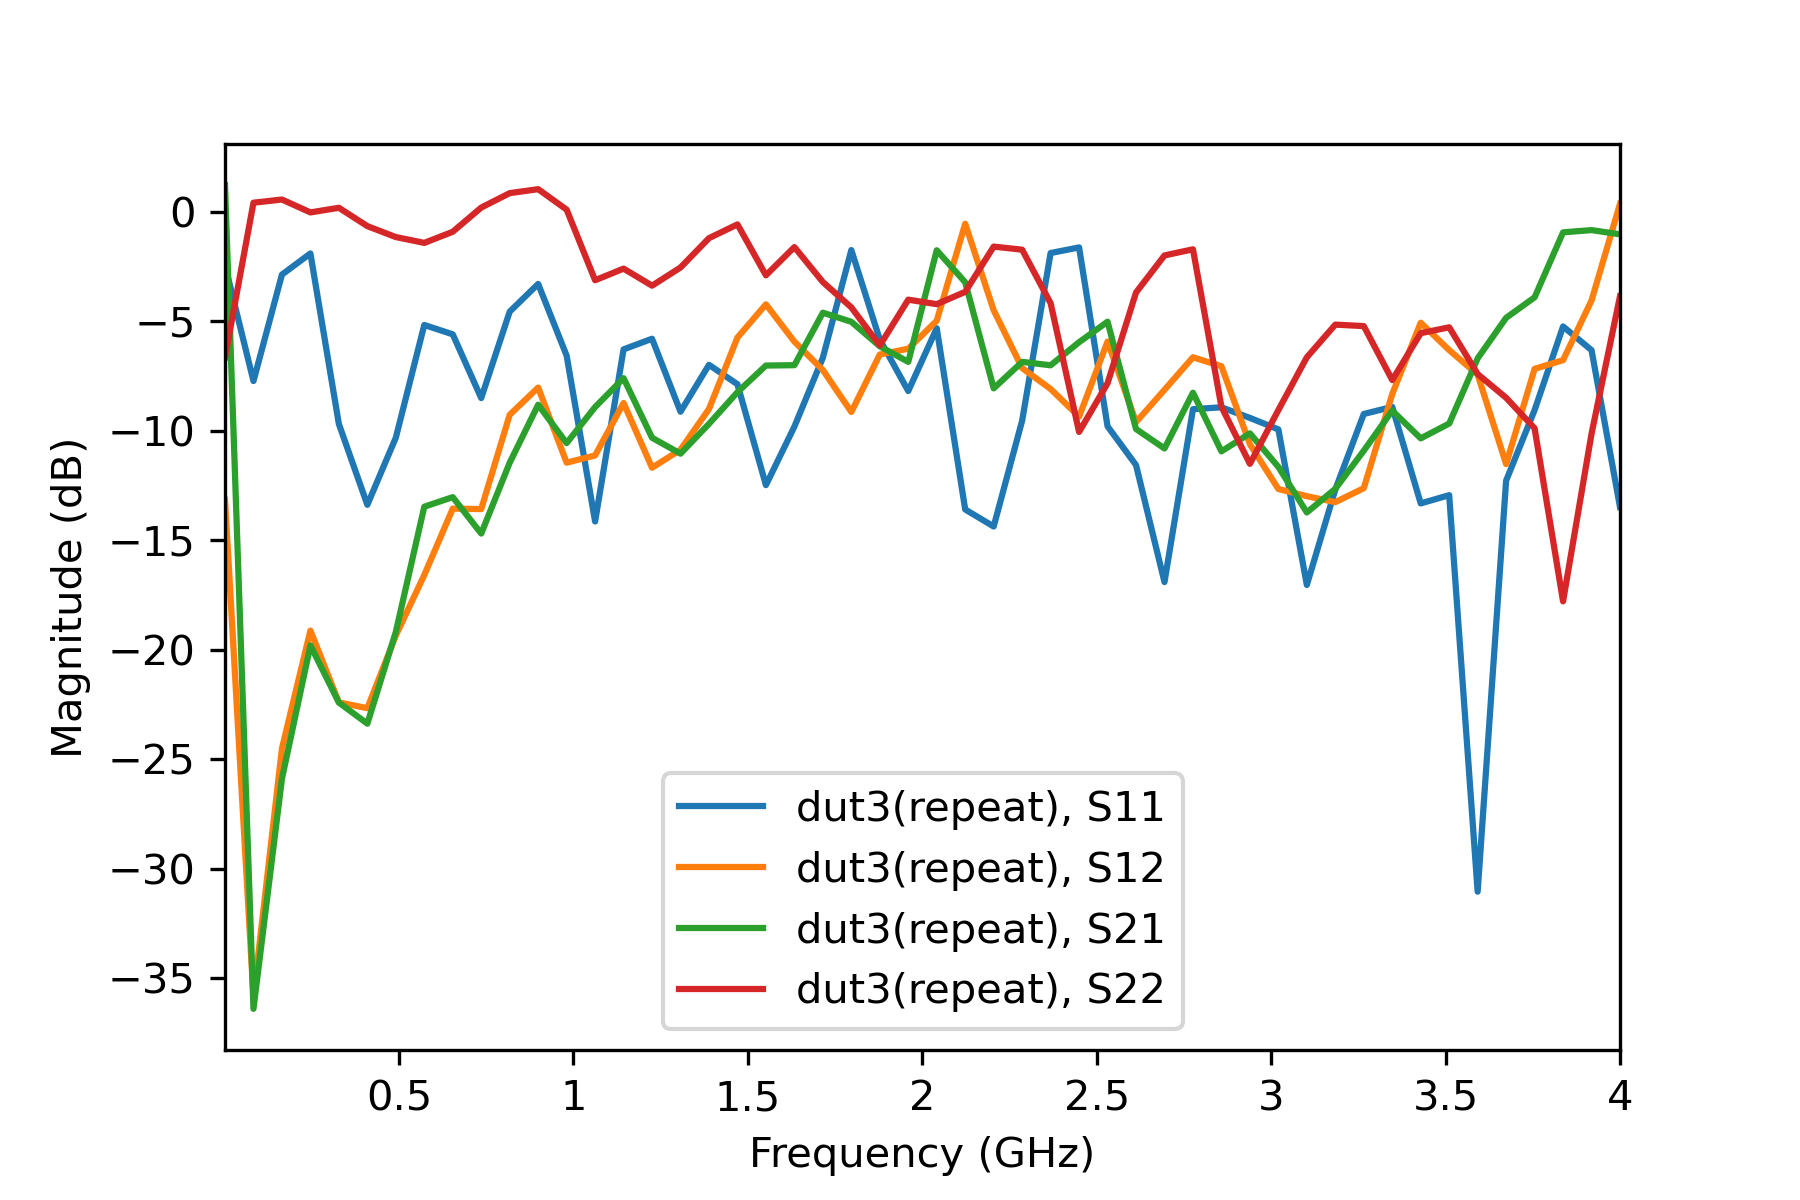 0
−5
−10
−15
−20
−25
−30
−35
Magnitude (dB)
dut3(repeat), S11
dut3(repeat), S12
dut3(repeat), S21
dut3(repeat), S22
0.5 1 1.5 2 2.5 3 3.5 4
Frequency (GHz)